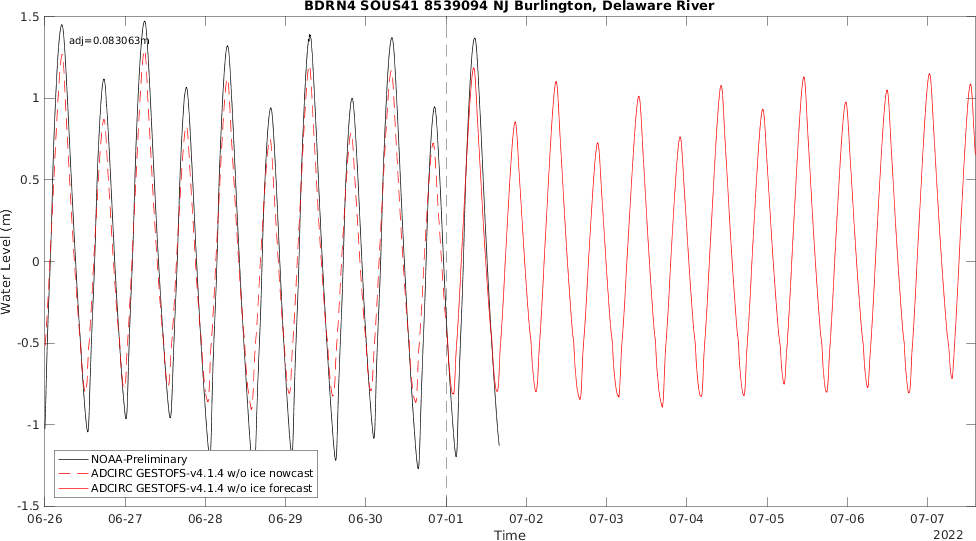 BDRN4 SOUS41 8539094 NJ Burlington, Delaware River
adj=0.083063m
1.5
1
0.5
0
-0.5
-1
-1.5
Water Level (m)
NOAA-Preliminary
ADCIRC GESTOFS-v4.1.4 w/o ice nowcast
ADCIRC GESTOFS-v4.1.4 w/o ice forecast
06-26 06-27 06-28 06-29 06-30 07-01 07-02 07-03 07-04 07-05 07-06 07-07
Time
2022